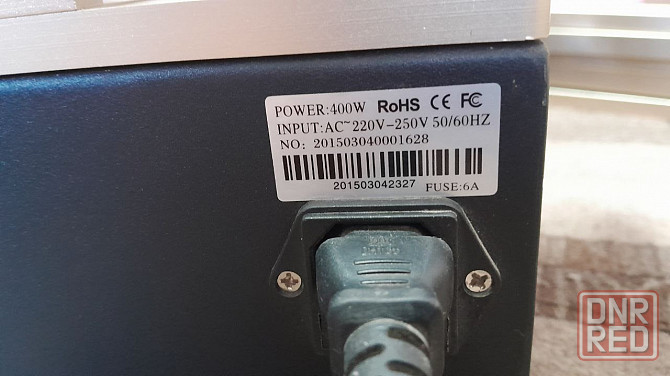 POWER:400W RoHS CE FC
INPUT:AC~220V-250V 50/60HZ
NO: 201503040001628
201503042327 FUSE:6A
DNR
RED